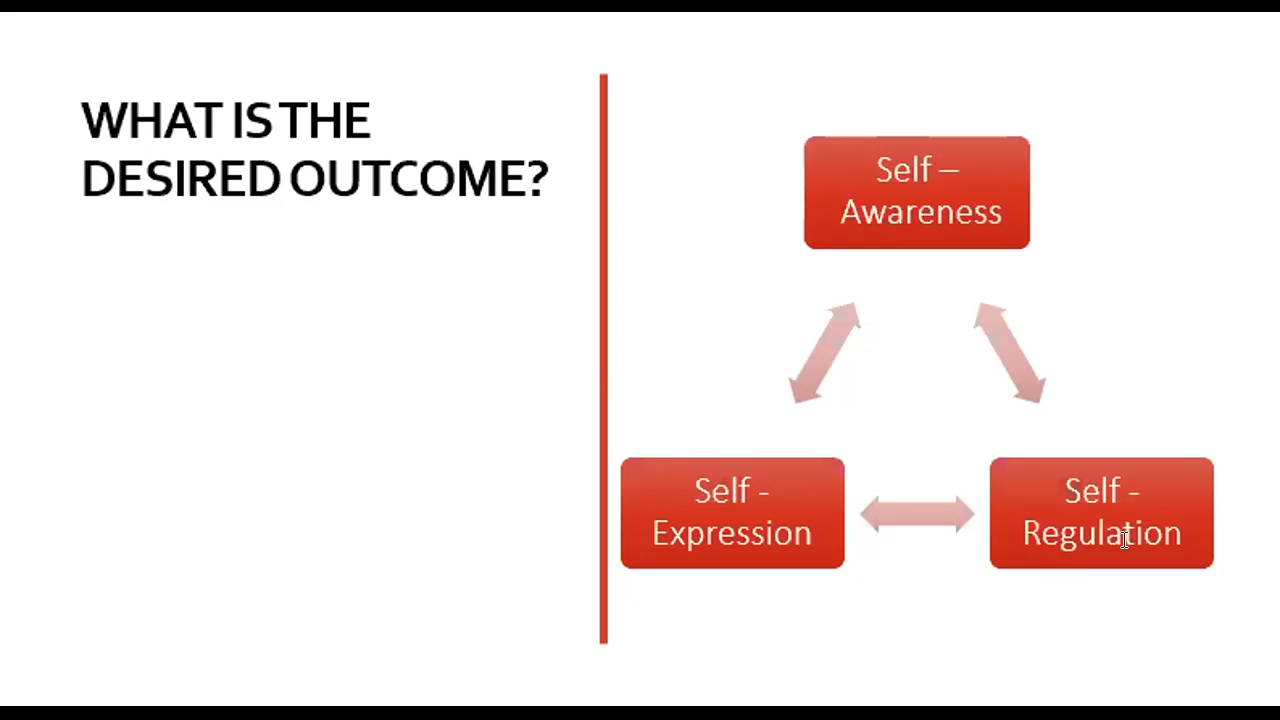 WHAT IS THE
DESIRED OUTCOME?
Self –
Awareness
Self -
Expression
Self -
Regulation